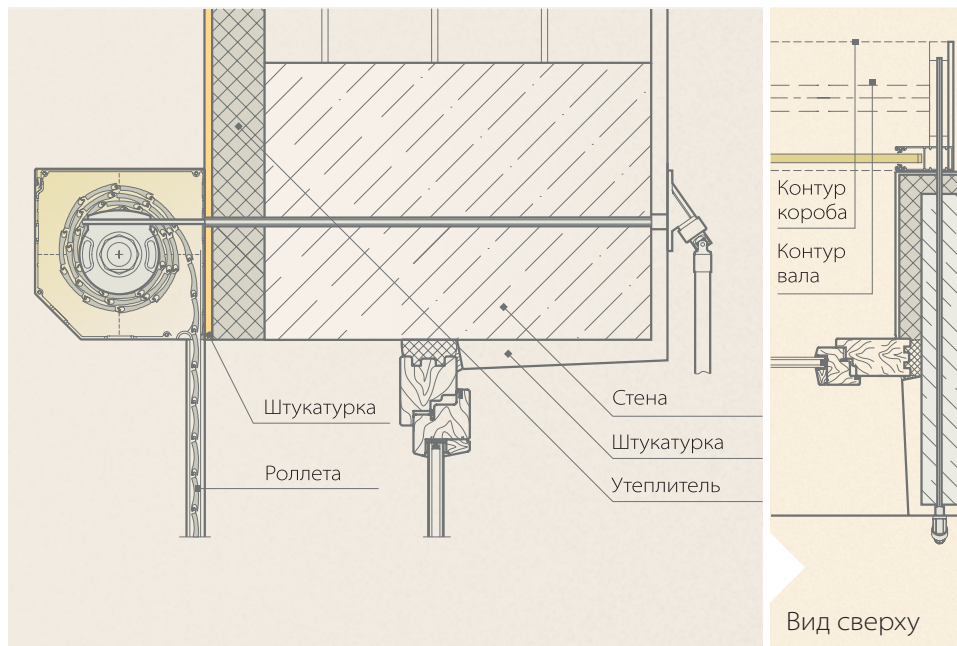 Штукатурка
Роллета
Стена
Штукатурка
Утеплитель
Контур
короба
Контур
вала
Вид сверху